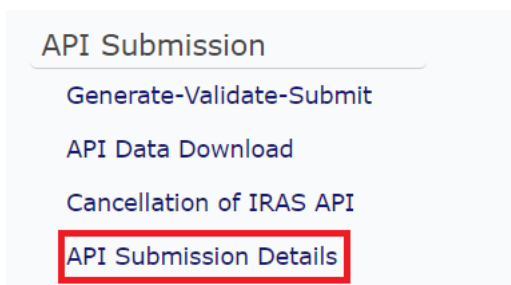 API Submission
Generate-Validate-Submit
API Data Download
Cancellation of IRAS API
API Submission Details